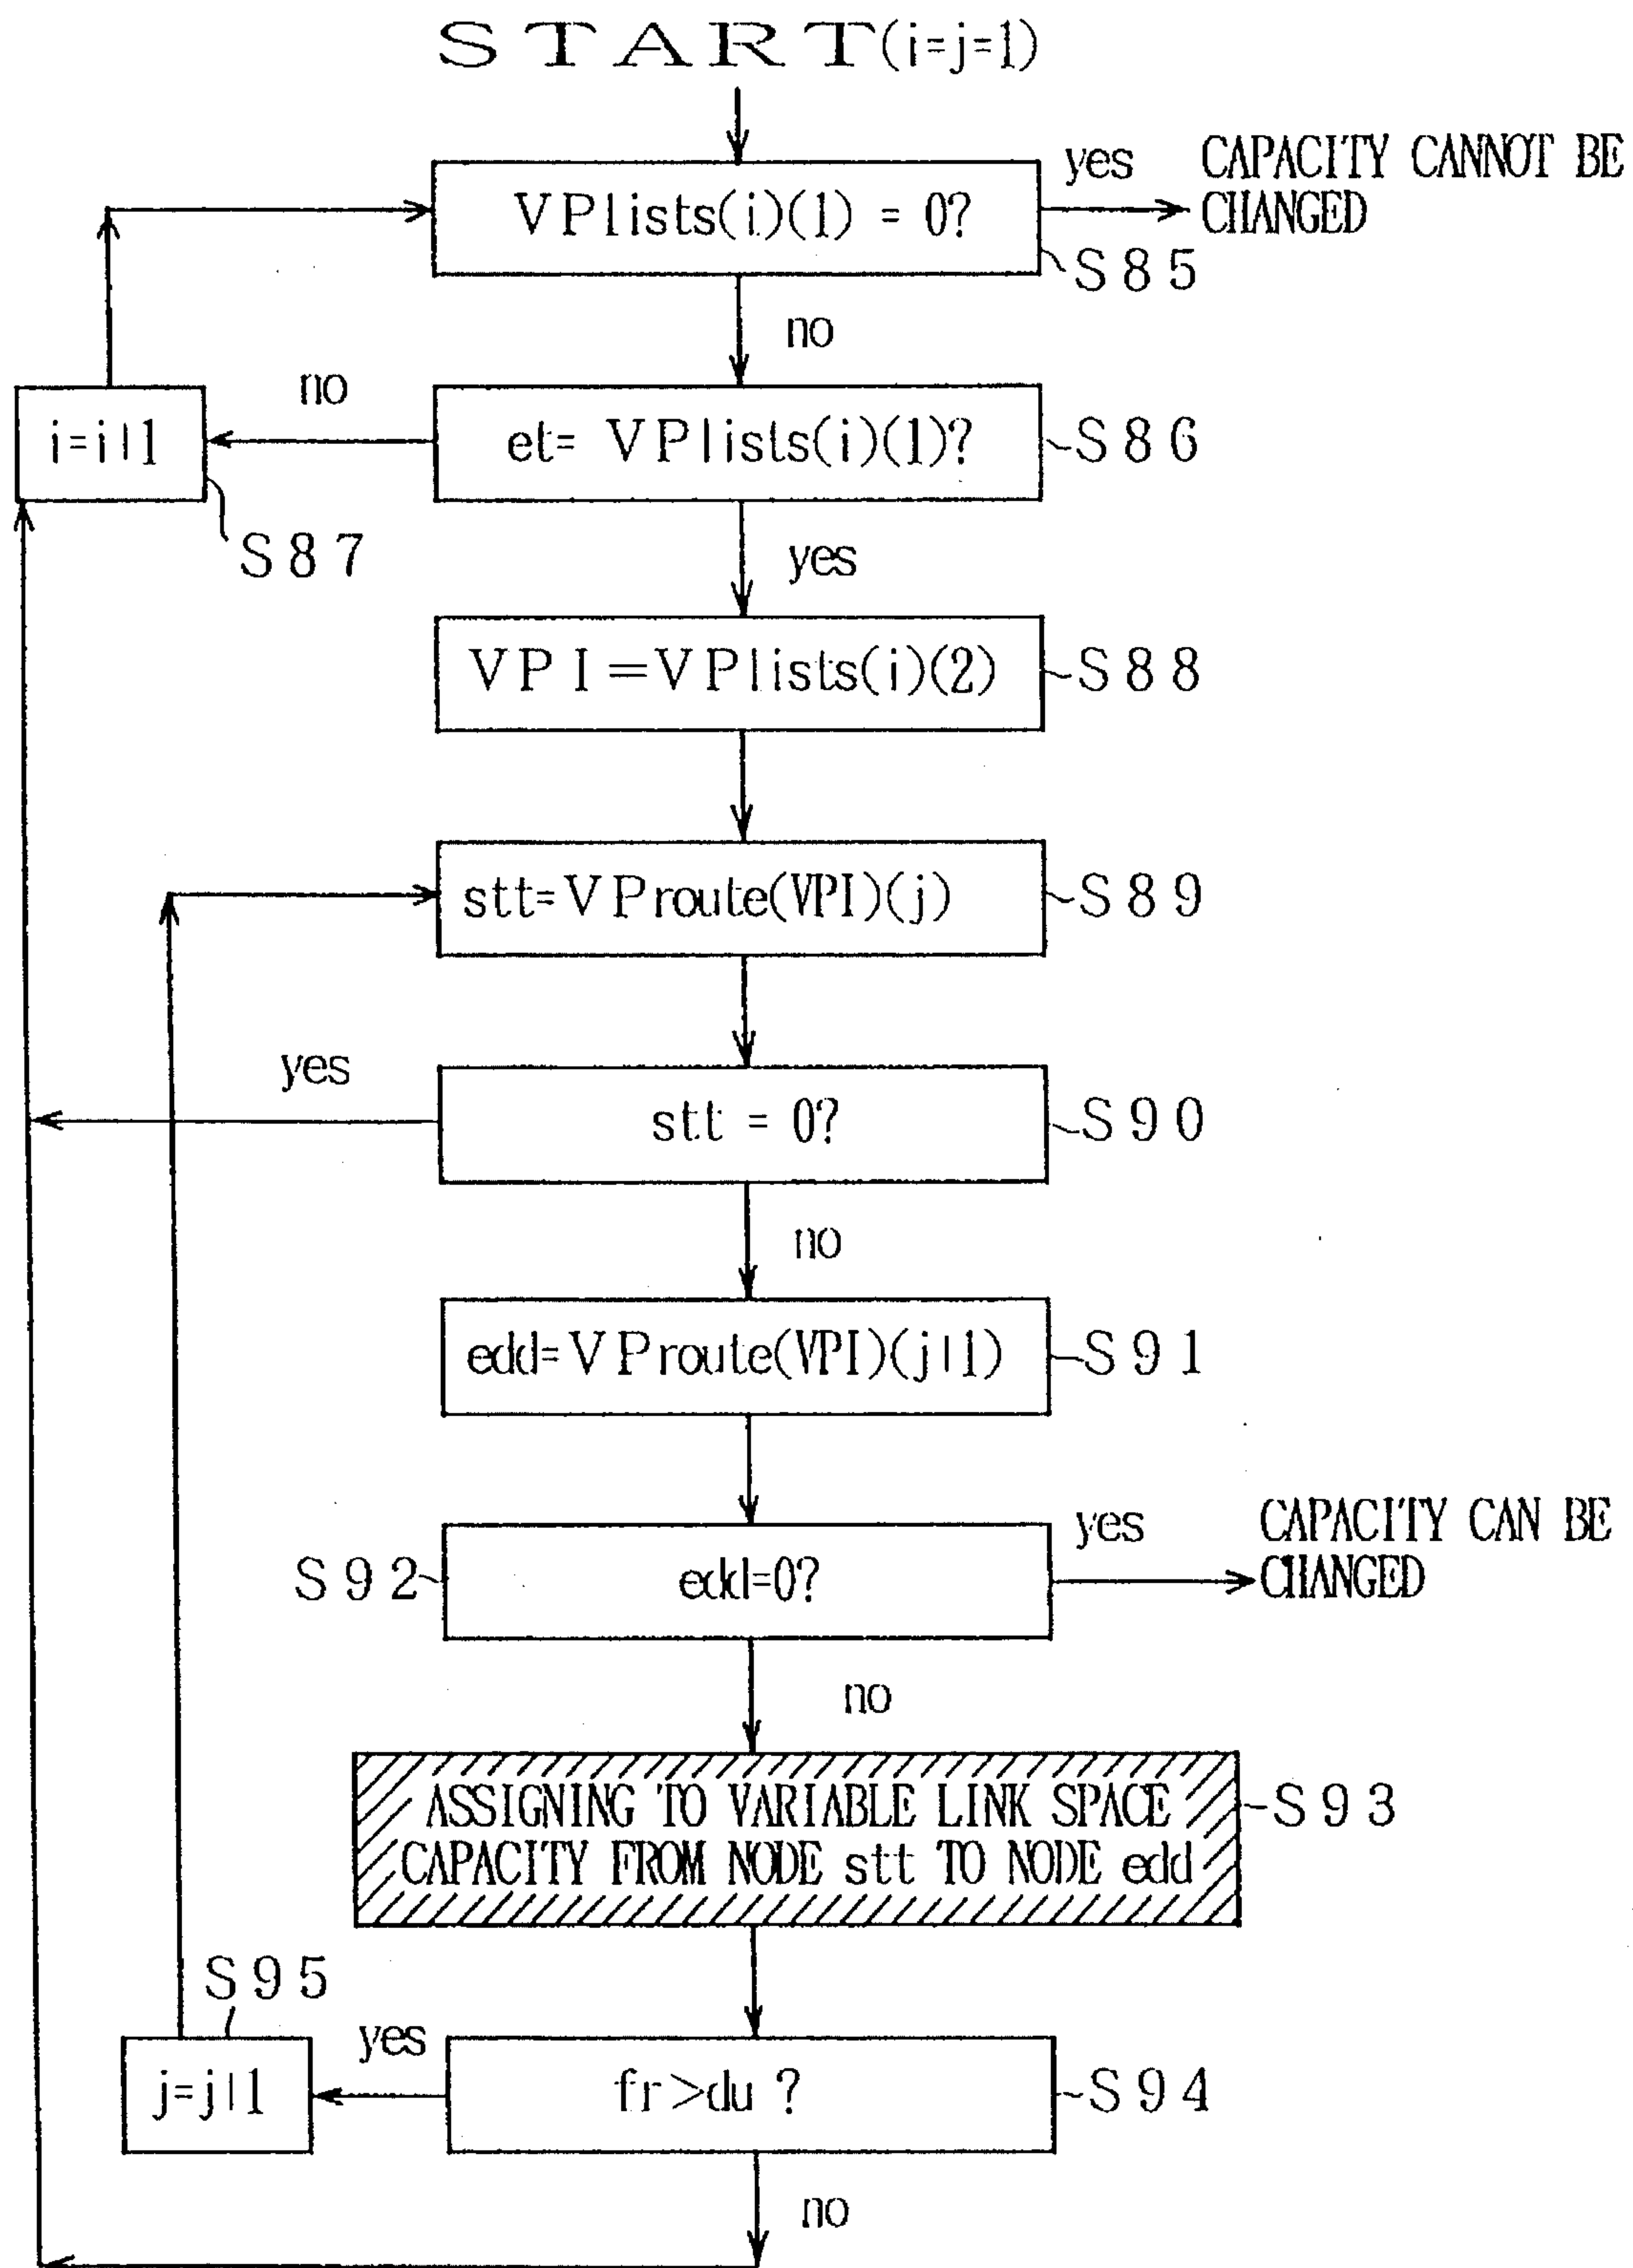 START(i=j=1)
VPlists(i)(1) = 0?
yes
CAPACITY CANNOT BE
CHANGED
S85
no
et= VPlists(i)(1)?
S86
no
i=i+1
S87
yes
VPI=VPlists(i)(2)
S88
stt=VProute(VPI)(j)
S89
yes
stt = 0?
S90
no
edd=VProute(VPI)(j+1)
S91
S92
edd=0?
yes
CAPACITY CAN BE
CHANGED
no
ASSIGNING TO VARIABLE LINK SPACE
CAPACITY FROM NODE stt TO NODE edd
S93
S95
j=j+1
yes
fr>du ?
S94
no